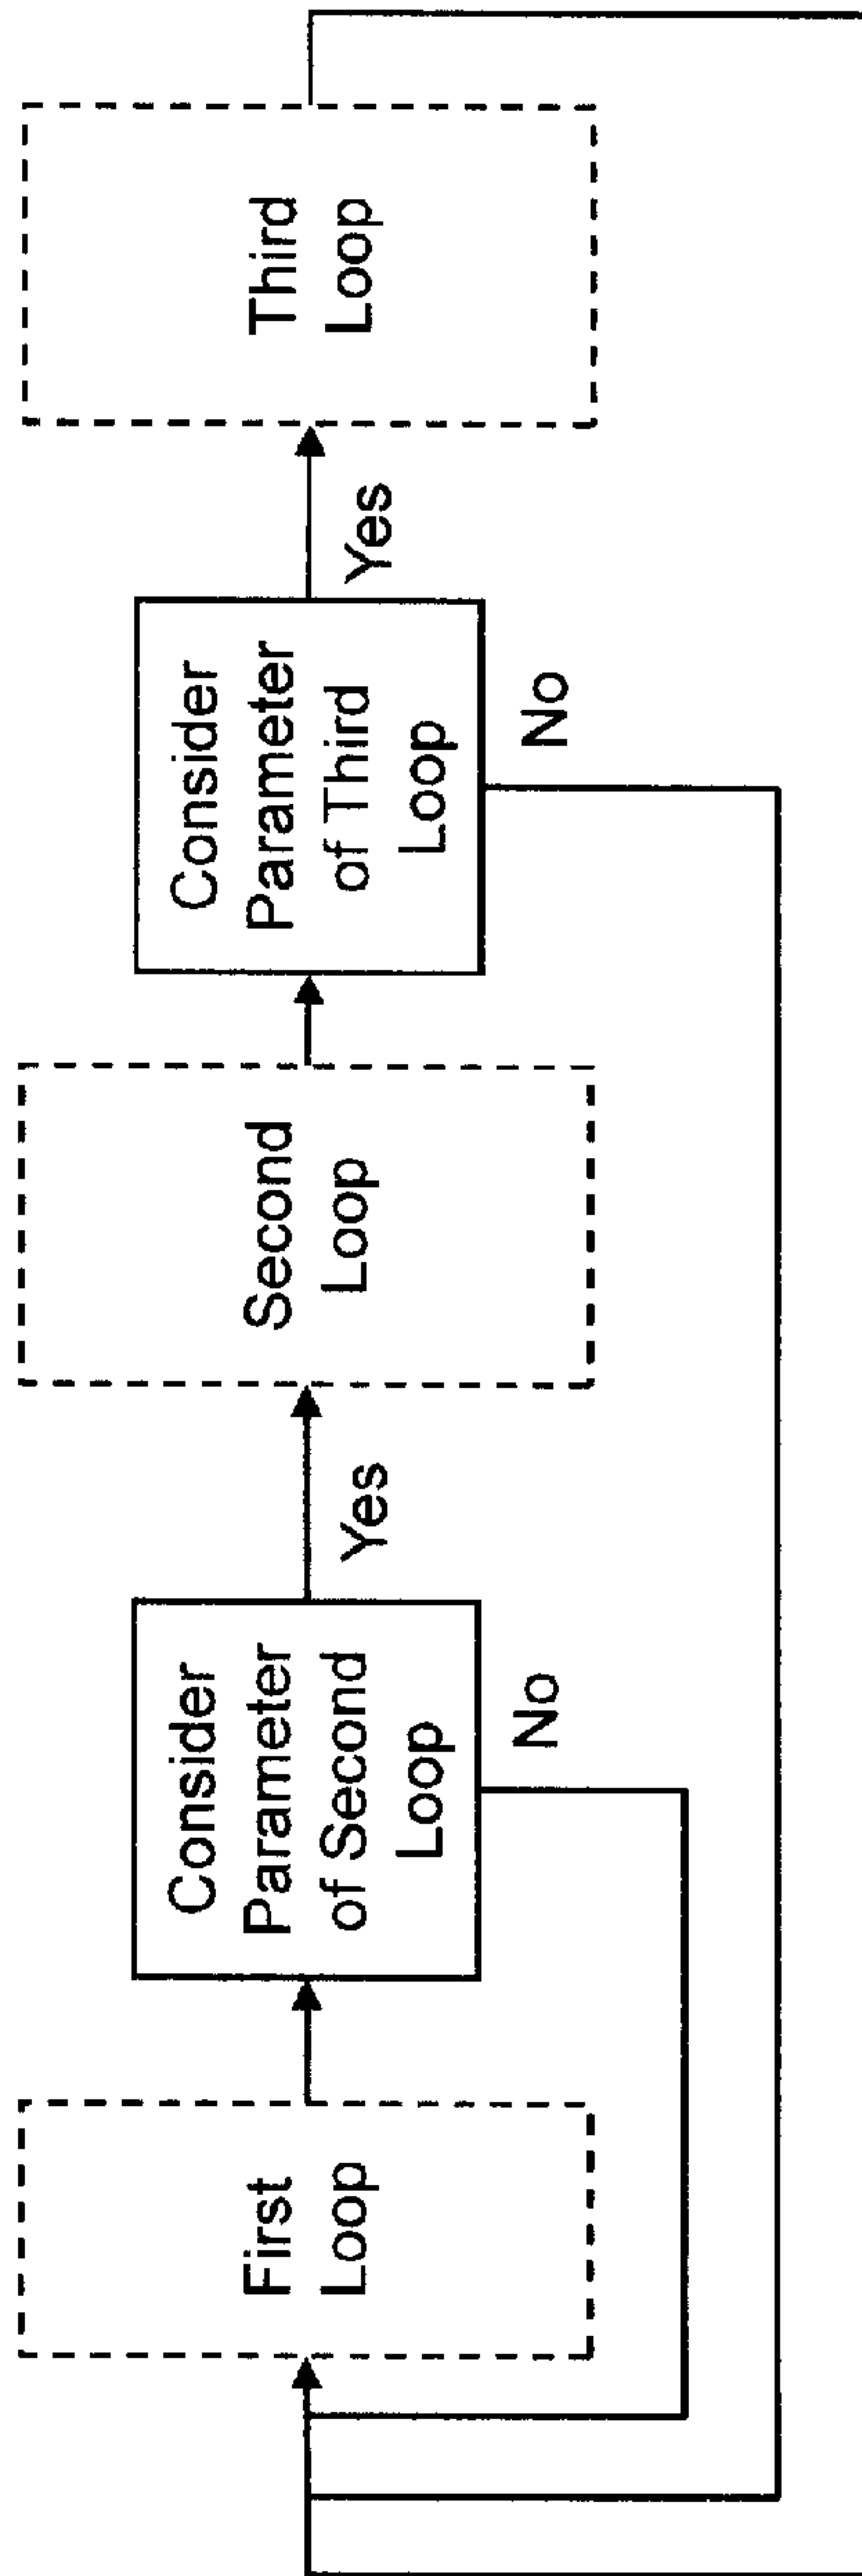 First
Loop
Consider
Parameter
of Second
Loop
Yes
No
Second
Loop
Consider
Parameter
of Third
Loop
Yes
No
Third
Loop